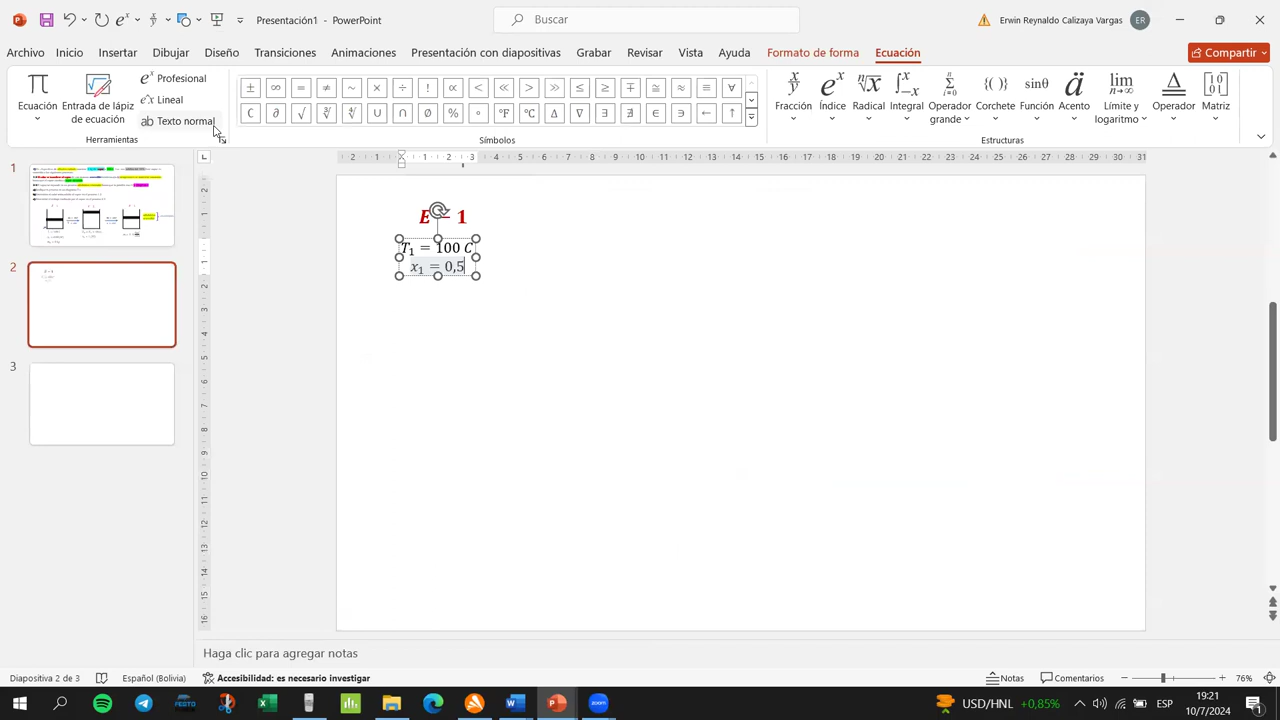 Presentación1 - PowerPoint
Buscar
Erwin Reynaldo Calizaya Vargas
ER
Archivo Inicio Insertar Dibujar Diseño Transiciones Animaciones Presentación con diapositivas Grabar Revisar Vista Ayuda Formato de forma Ecuación
Compartir
Ecuación
Entrada de lápiz de ecuación
Profesional
Lineal
ab Texto normal
± ∞ = ≠ ~ × ÷ ! ∝ < ≪ > ≫ ≤ ≥ ∓ ≅ ≈ ≡ ∀
∁ ∂ √ ∛ ∜ ∪ ∩ ∅ % ° °F °C ∆ ∇ ∃ ∄ ∈ ∋ ← ↑
Fracción Índice Radical Integral Operador grande Corchete Función Acento Límite y logaritmo Operador Matriz
Herramientas
Símbolos
Estructuras
1
2
3
E 1
T₁ = 100 C
x₁ = 0,5
Haga clic para agregar notas
Diapositiva 2 de 3
Español (Bolivia)
Accesibilidad: es necesario investigar
Notas
Comentarios
76%
USD/HNL +0,85%
ESP
19:21
10/7/2024